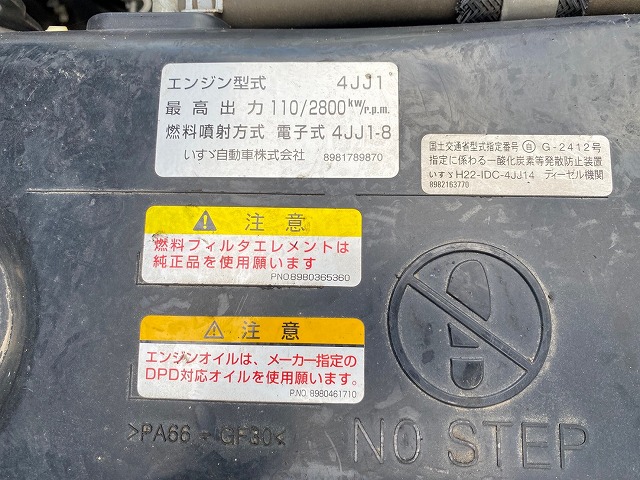 エンジン型式 4JJ1
最高出力 110/2800kw/r.p.m.
燃料噴射方式 電子式 4JJ1-8
いすゞ自動車株式会社 8981789870
国土交通省型式指定番号 自 G-2412号
指定に係わる一酸化炭素等発散防止装置
いすゞH22-IDC-4JJ14 ディーゼル機関
8982163770
注意
燃料フィルタエレメントは
純正品を使用願います
P.NO.8980365360
注意
エンジンオイルは、メーカー指定の
DPD対応オイルを使用願います。
P.NO. 8980461710
>PA66 - GF30<
NO STEP